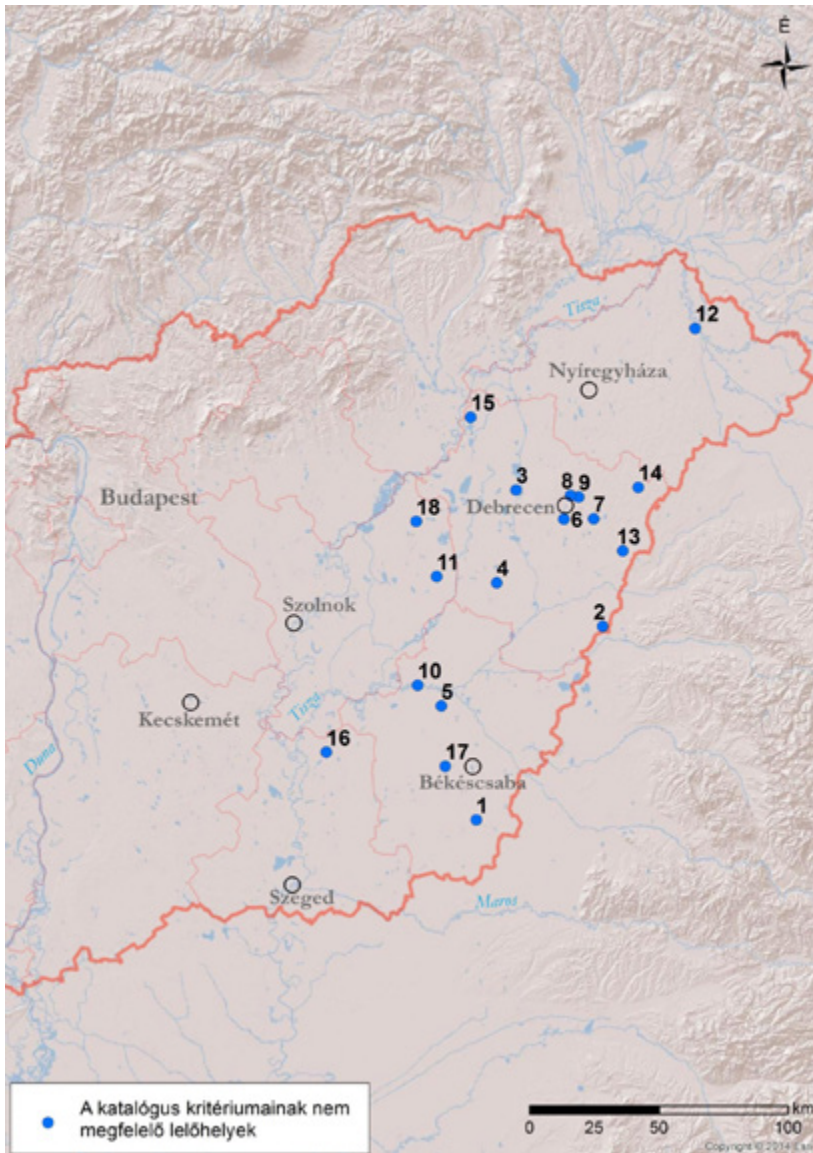 É
Tisza
12
Nyíregyháza
15
3
8
9
14
Budapest
Debrecen
18
6
7
13
11
4
Szolnok
2
10
5
Kecskemét
Tisza
16
17
Duna
Békéscsaba
1
Szeged
Maros
A katalógus kritériumainak nem
megfelelő lelőhelyek
km
0 25 50 100
Copyright © 2014